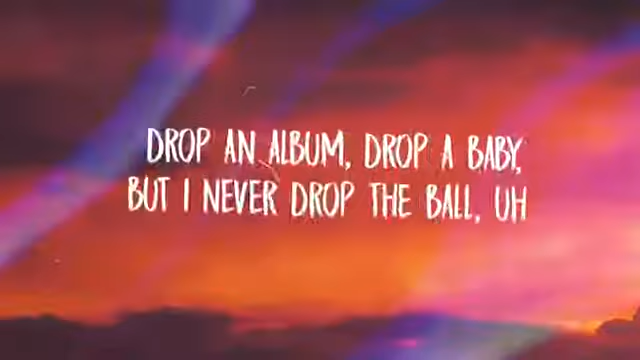 DROP AN ALBUM, DROP A BABY,
BUT I NEVER DROP THE BALL, UH